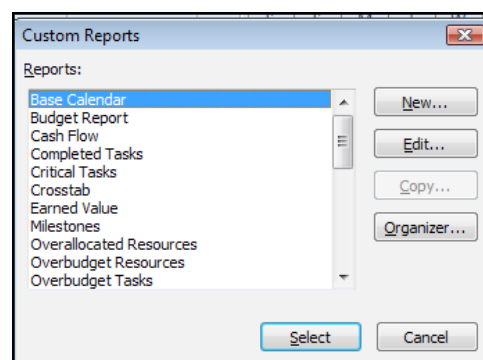 Custom Reports
Reports:
Base Calendar
Budget Report
Cash Flow
Completed Tasks
Critical Tasks
Crosstab
Earned Value
Milestones
Overallocated Resources
Overbudget Resources
Overbudget Tasks
New...
Edit...
Copy...
Organizer...
Select
Cancel